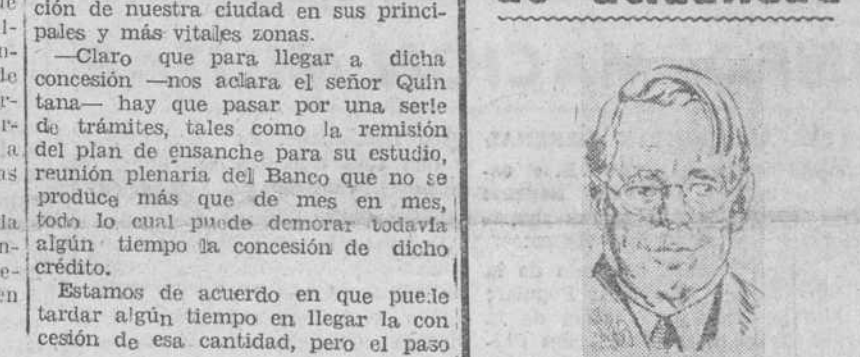 ción de nuestra ciudad en sus princi-
pales y más vitales zonas.
—Claro que para llegar a dicha
concesión —nos aclara el señor Quin
tana— hay que pasar por una serie
de trámites, tales como la remisión
del plan de ensanche para su estudio,
reunión plenaria del Banco que no se
produce más que de mes en mes,
todo lo cual puede demorar todavía
algún tiempo la concesión de dicho
crédito.
Estamos de acuerdo en que puede
tardar algún tiempo en llegar la con
cesión de esa cantidad, pero el paso